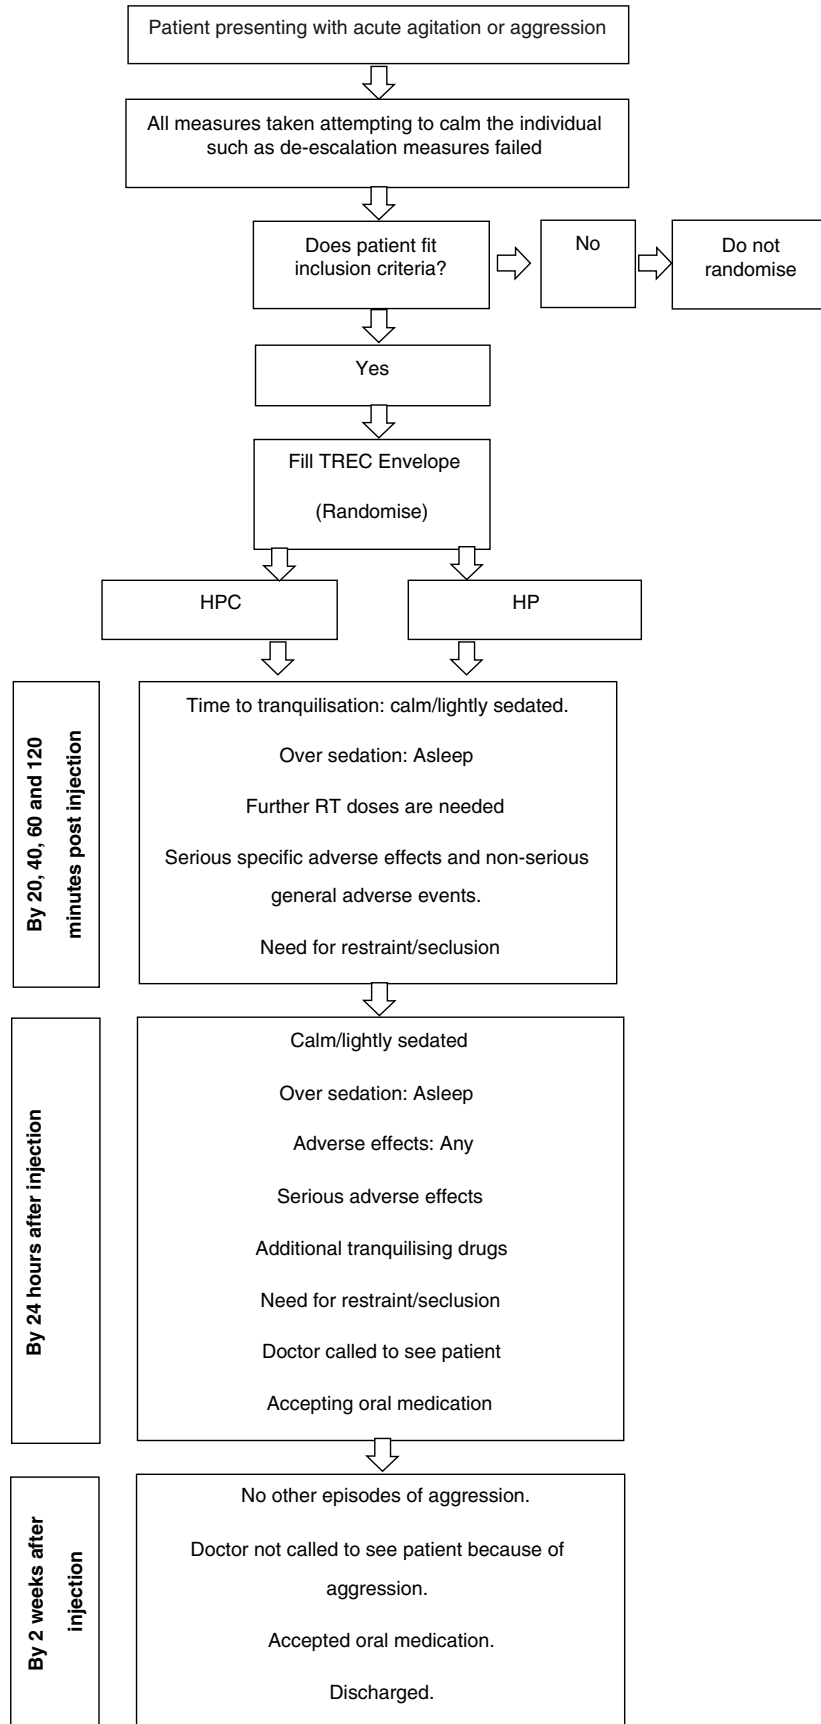 Patient presenting with acute agitation or aggression
All measures taken attempting to calm the individual
such as de-escalation measures failed
Does patient fit
inclusion criteria?
No
Do not
randomise
Yes
Fill TREC Envelope
(Randomise)
HPC
HP
By 20, 40, 60 and 120
minutes post injection
Time to tranquilisation: calm/lightly sedated.
Over sedation: Asleep
Further RT doses are needed
Serious specific adverse effects and non-serious
general adverse events.
Need for restraint/seclusion
By 24 hours after injection
Calm/lightly sedated
Over sedation: Asleep
Adverse effects: Any
Serious adverse effects
Additional tranquilising drugs
Need for restraint/seclusion
Doctor called to see patient
Accepting oral medication
By 2 weeks after
injection
No other episodes of aggression.
Doctor not called to see patient because of
aggression.
Accepted oral medication.
Discharged.